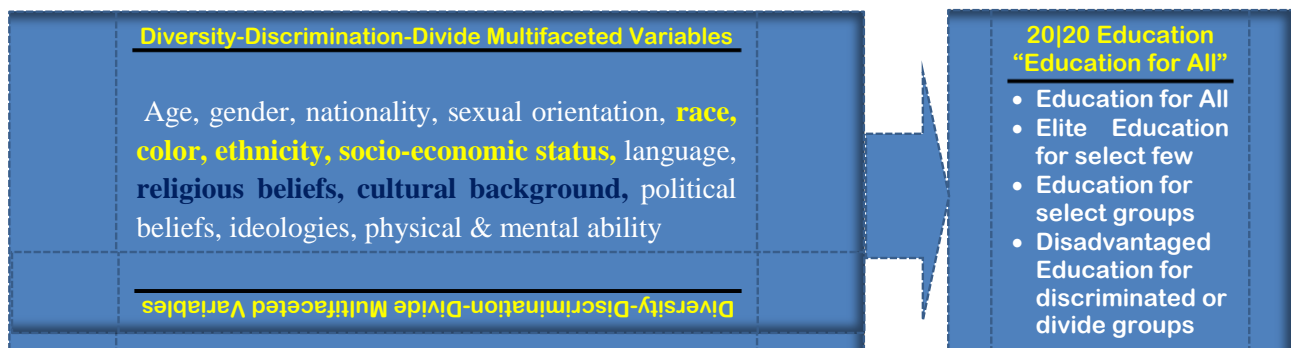 Diversity-Discrimination-Divide Multifaceted Variables
Age, gender, nationality, sexual orientation, race,
color, ethnicity, socio-economic status, language,
religious beliefs, cultural background, political
beliefs, ideologies, physical & mental ability
Diversity-Discrimination-Divide Multifaceted Variables
20|20 Education
“Education for All”
• Education for All
• Elite Education
for select few
• Education for
select groups
• Disadvantaged
Education for
discriminated or
divide groups